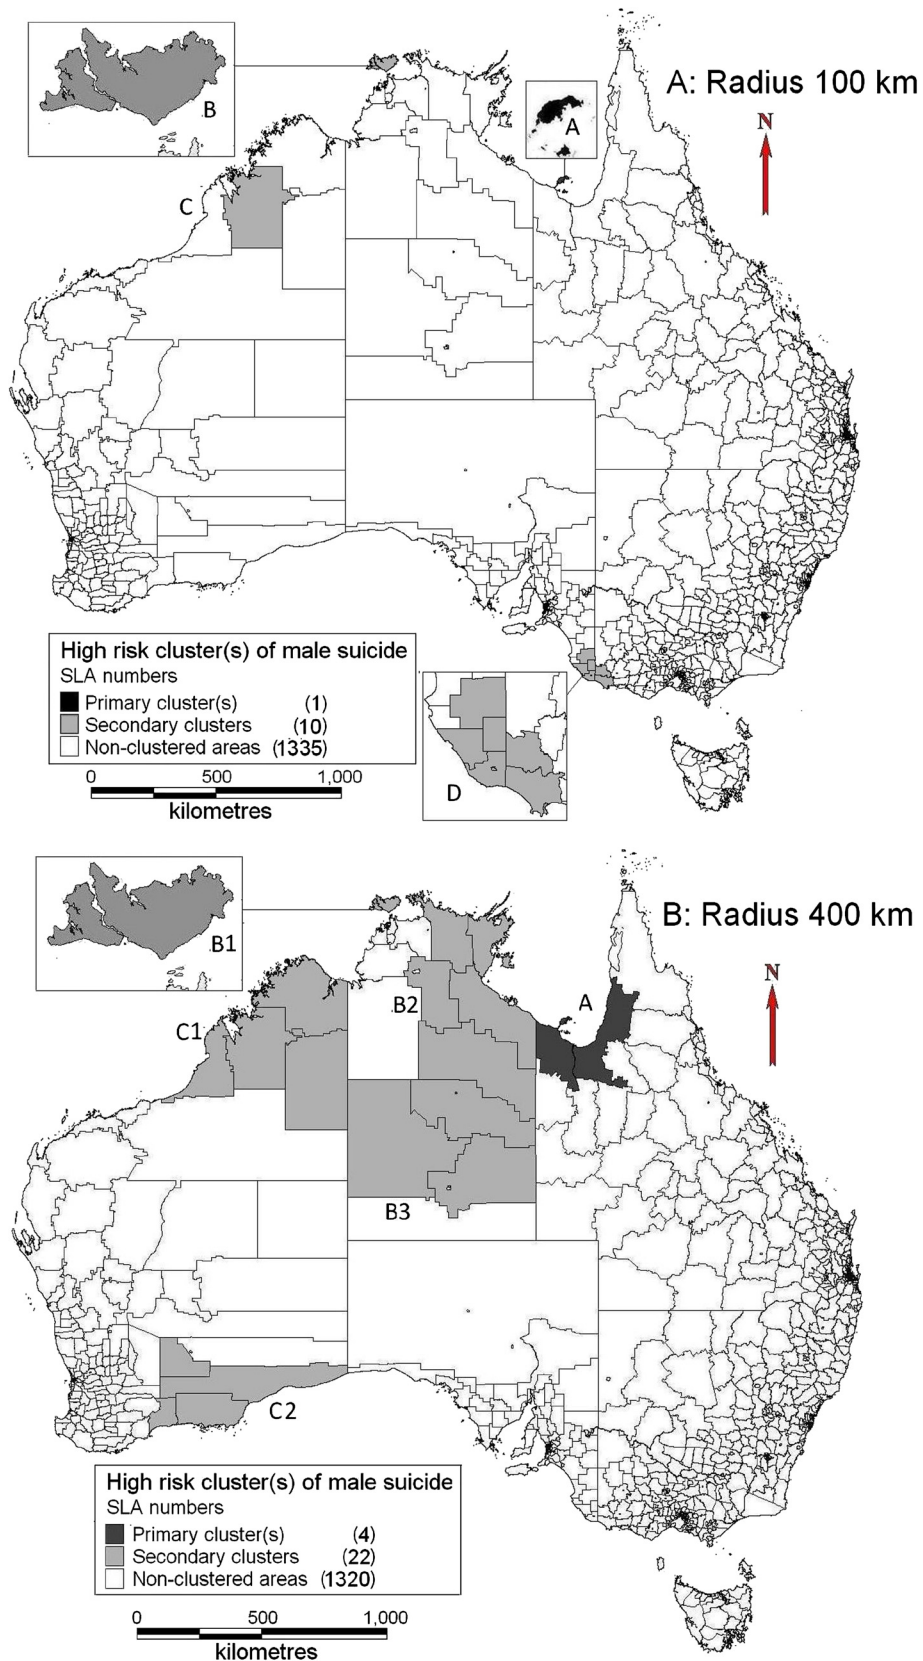 B
A: Radius 100 km
A
N
C
High risk cluster(s) of male suicide
SLA numbers
Primary cluster(s) (1)
Secondary clusters (10)
Non-clustered areas (1335)
0 500 1,000
kilometres
D
B1
B: Radius 400 km
N
A
B2
C1
B3
C2
High risk cluster(s) of male suicide
SLA numbers
Primary cluster(s) (4)
Secondary clusters (22)
Non-clustered areas (1320)
0 500 1,000
kilometres